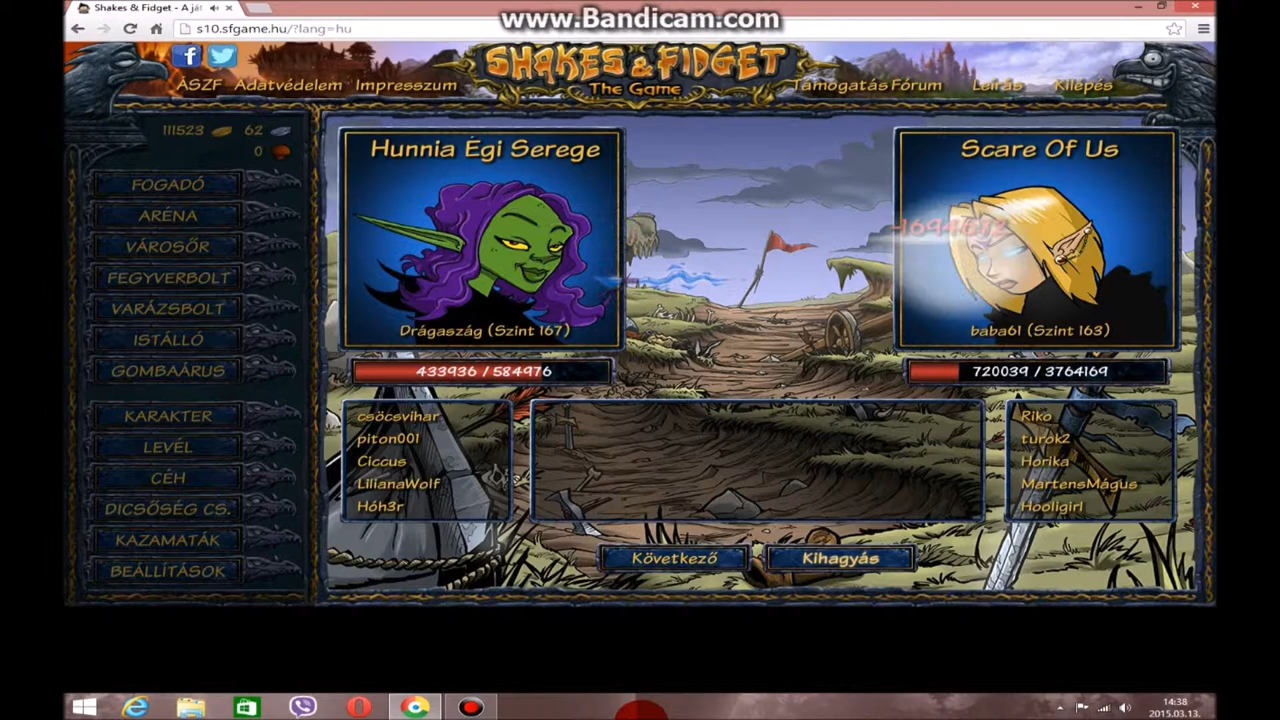 www.Bandicam.com
Shakes & Fidget - A ját
s10.sfgame.hu/?lang=hu
SHAKES & FIDGET
The Game
ÁSZF Adatvédelem Impresszum
Támogatás Fórum Leírás Kilépés
111523 62
0
FOGADÓ
ARÉNA
VÁROSŐR
FEGYVERBOLT
VARÁZSBOLT
ISTÁLLÓ
GOMBAÁRUS
KARAKTER
LEVÉL
CÉH
DICSŐSÉG CS.
KAZAMATÁK
BEÁLLÍTÁSOK
Hunnia Égi Serege
Drágaszág (Szint 167)
433936 / 584976
csöcsvihar
piton001
Ciccus
LilianaWolf
Hóh3r
Scare Of Us
baba61 (Szint 163)
720039 / 3764169
Riko
turok2
Horika
MartensMágus
Hooligirl
Következő
Kihagyás
14:38
2015.03.13.